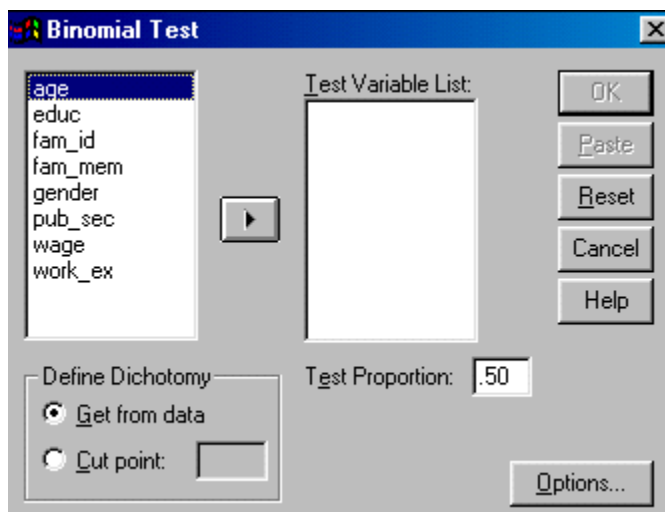 Binomial Test
age
educ
fam_id
fam_mem
gender
pub_sec
wage
work_ex
Test Variable List:
OK
Paste
Reset
Cancel
Help
Define Dichotomy
Get from data
Cut point:
Test Proportion: .50
Options...